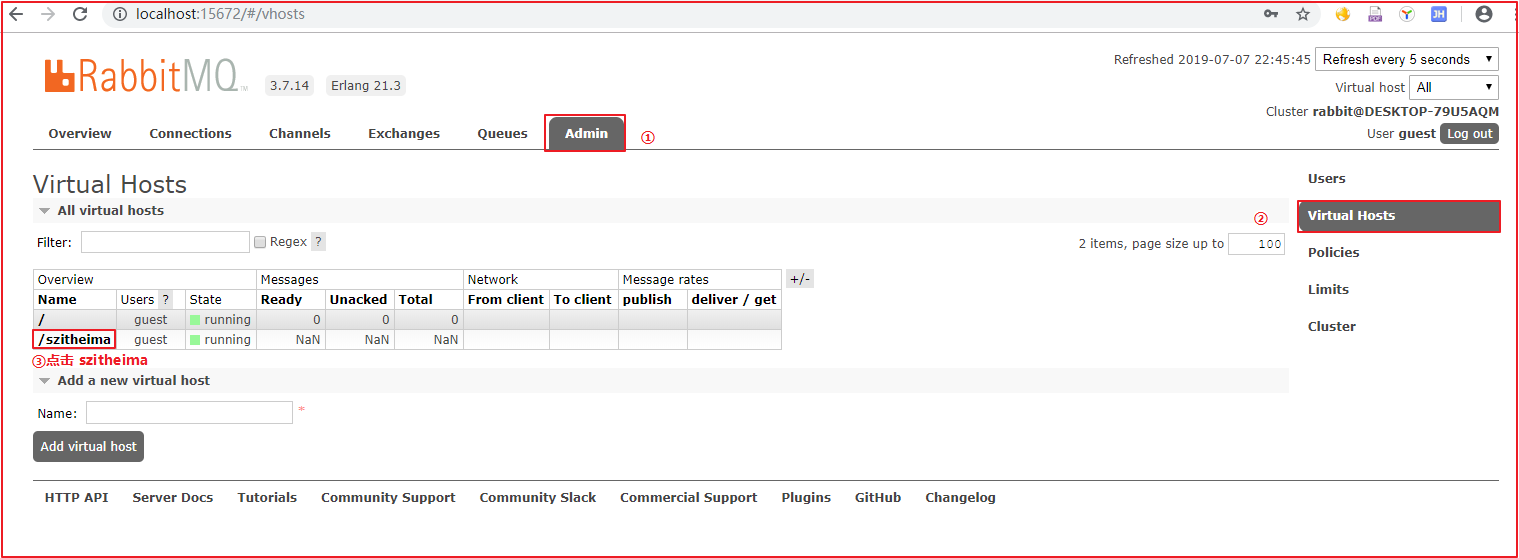 localhost:15672/#/vhosts
RabbitMQ TM 3.7.14 Erlang 21.3
Refreshed 2019-07-07 22:45:45 Refresh every 5 seconds
Virtual host All
Cluster rabbit@DESKTOP-79U5AQM
User guest Log out
Overview Connections Channels Exchanges Queues Admin ①
Virtual Hosts
All virtual hosts
Filter: Regex ? 2 items, page size up to 100
Overview Messages Network Message rates +/-
Name Users ? State Ready Unacked Total From client To client publish deliver / get
/ guest running 0 0 0
/szitheima guest running NaN NaN NaN
③点击 szitheima
Add a new virtual host
Name: *
Add virtual host
Users
②
Virtual Hosts
Policies
Limits
Cluster
HTTP API Server Docs Tutorials Community Support Community Slack Commercial Support Plugins GitHub Changelog
PDF
JH